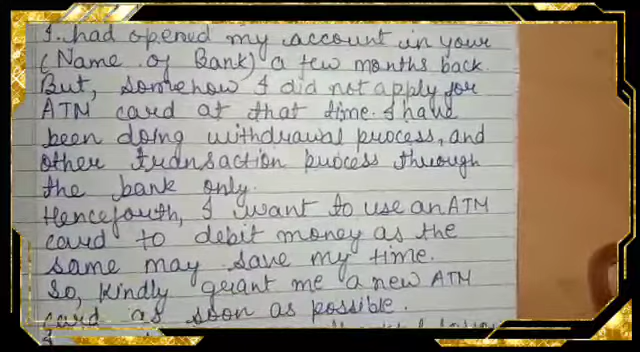 I had opened my account in your
(Name of Bank) a few months back.
But, somehow I did not apply for
ATM card at that time. I have
been doing withdrawal process, and
other transaction process through
the bank only.
Henceforth, I want to use an ATM
card to debit money as the
same may save my time.
So, kindly grant me a new ATM
card as soon as possible.